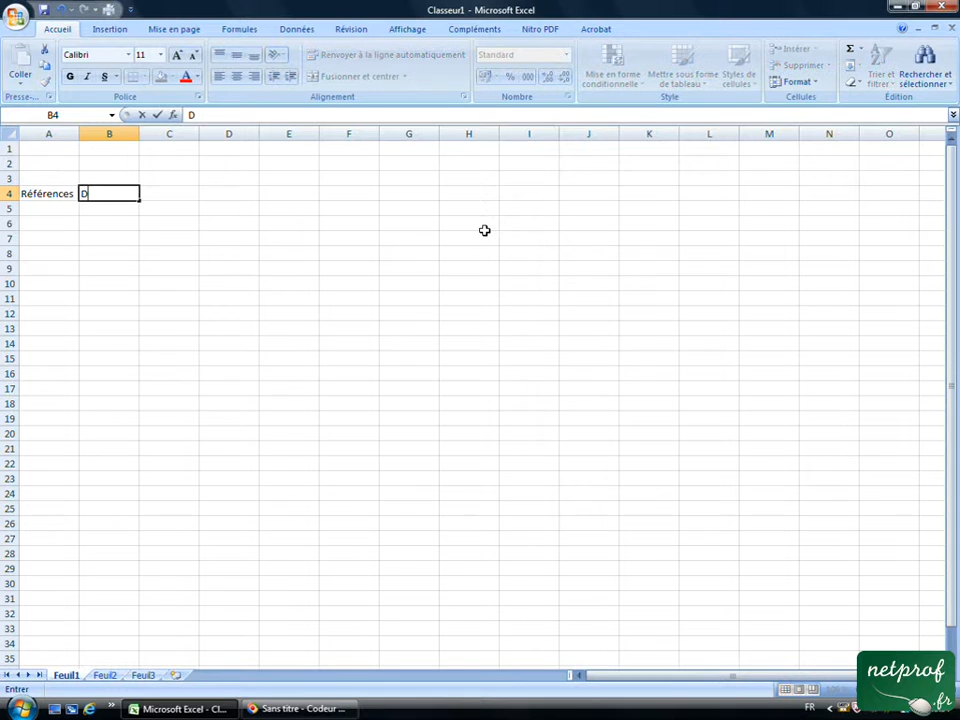 Classeur1 - Microsoft Excel
Accueil Insertion Mise en page Formules Données Révision Affichage Compléments Nitro PDF Acrobat
Coller
Calibri 11
G I S A
Renvoyer à la ligne automatiquement
Fusionner et centrer
Standard
% 000
Mise en forme conditionnelle
Mettre sous forme de tableau
Styles de cellules
Insérer
Supprimer
Format
Σ
Trier et filtrer
Rechercher et sélectionner
Presse-... Police Alignement Nombre Style Cellules Édition
B4 fx D
A B C D E F G H I J K L M N O
1
2
3
4 Références D
5
6
7
8
9
10
11
12
13
14
15
16
17
18
19
20
21
22
23
24
25
26
27
28
29
30
31
32
33
34
35
Feuil1 Feuil2 Feuil3
Entrer
netprof
.fr
Microsoft Excel - Cl... Sans titre - Codeur ... FR